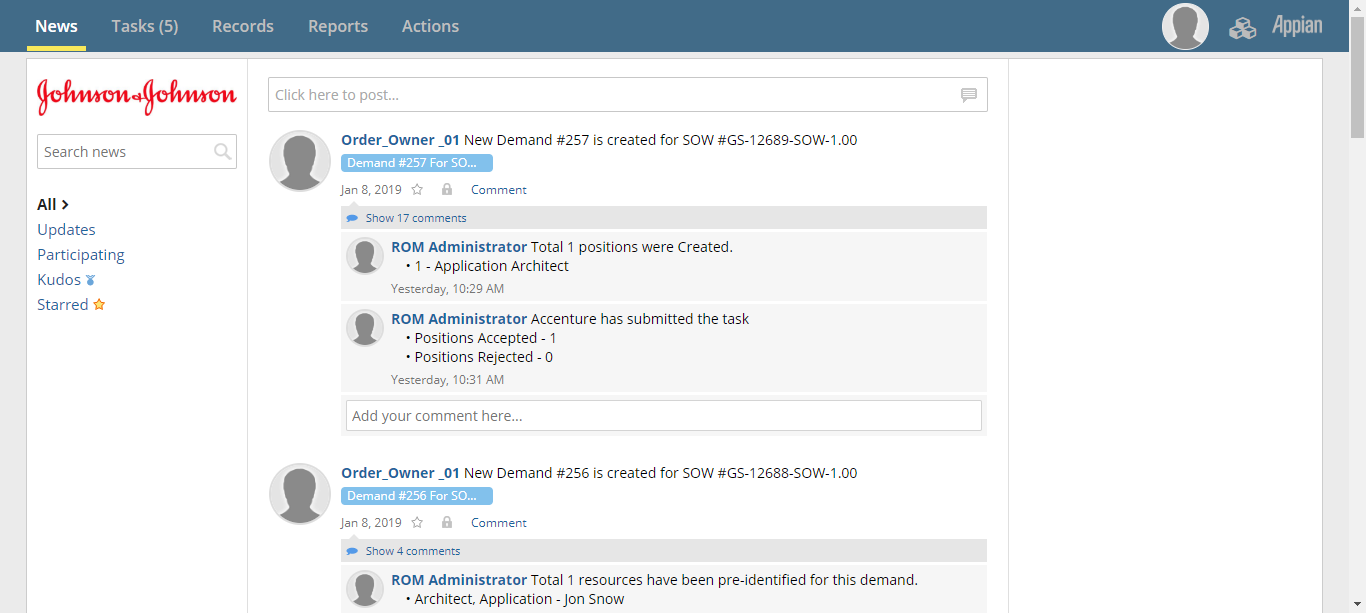 News Tasks (5) Records Reports Actions Appian
Johnson & Johnson
Search news
All >
Updates
Participating
Kudos
Starred
Click here to post...
Order_Owner _01 New Demand #257 is created for SOW #GS-12689-SOW-1.00
Demand #257 For SO...
Jan 8, 2019 Comment
Show 17 comments
ROM Administrator Total 1 positions were Created.
• 1 - Application Architect
Yesterday, 10:29 AM
ROM Administrator Accenture has submitted the task
• Positions Accepted - 1
• Positions Rejected - 0
Yesterday, 10:31 AM
Add your comment here...
Order_Owner _01 New Demand #256 is created for SOW #GS-12688-SOW-1.00
Demand #256 For SO...
Jan 8, 2019 Comment
Show 4 comments
ROM Administrator Total 1 resources have been pre-identified for this demand.
• Architect, Application - Jon Snow